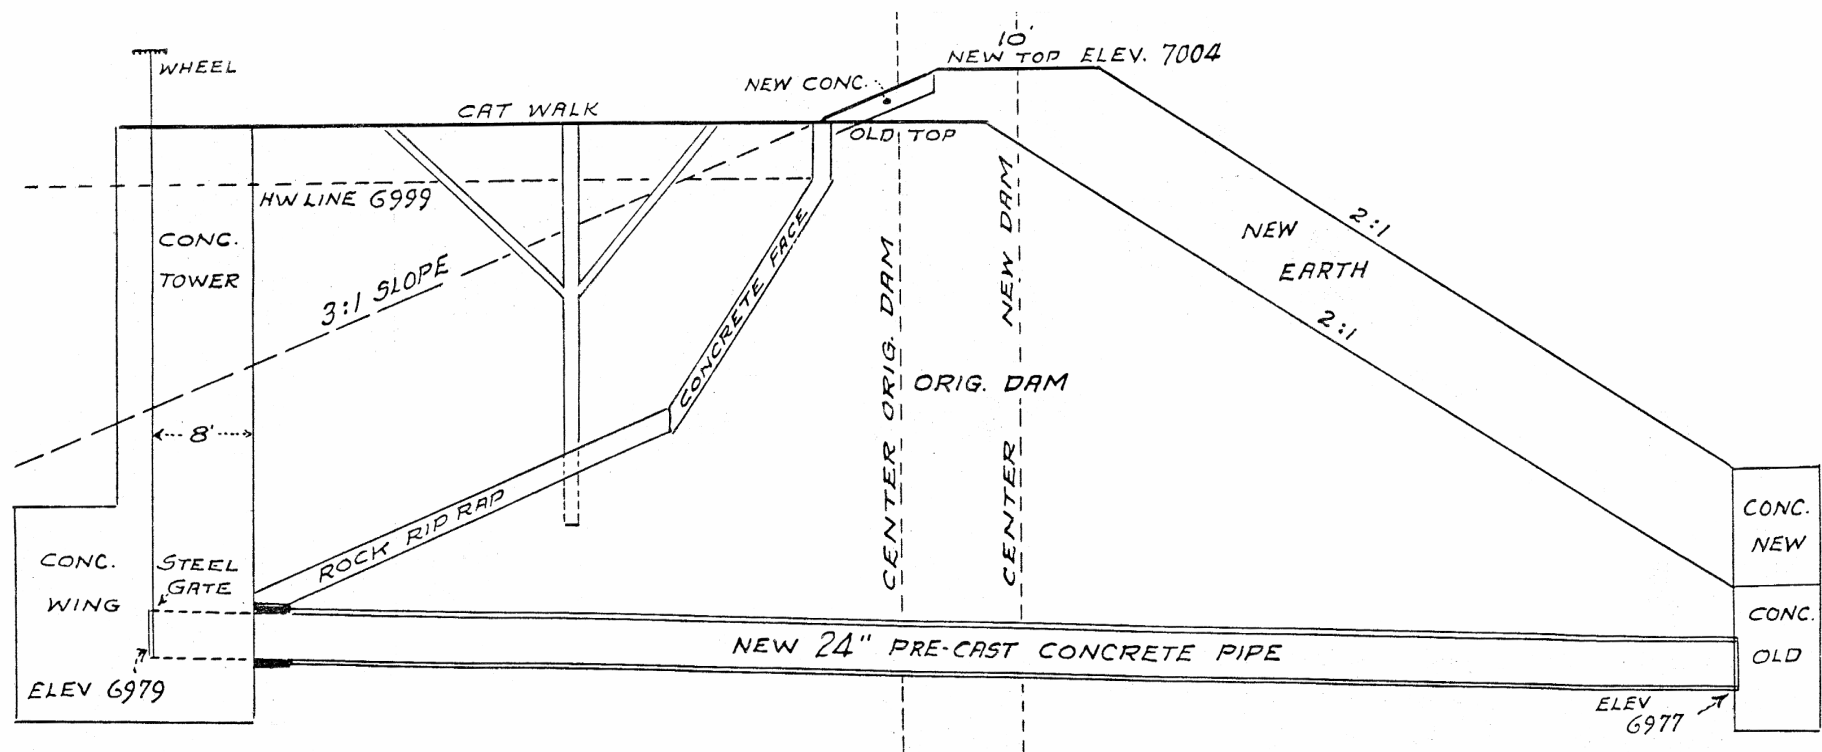 10'
NEW TOP ELEV. 7004
WHEEL
NEW CONC.
CAT WALK
OLD TOP
HW LINE 6999
CONC.
TOWER
3:1 SLOPE
CONCRETE FACE
CENTER ORIG. DAM
CENTER NEW DAM
2:1
NEW
EARTH
2:1
ORIG. DAM
8'
ROCK RIP RAP
CONC.
NEW
CONC.
WING
STEEL
GATE
CONC.
OLD
NEW 24" PRE-CAST CONCRETE PIPE
ELEV 6979
ELEV
6977